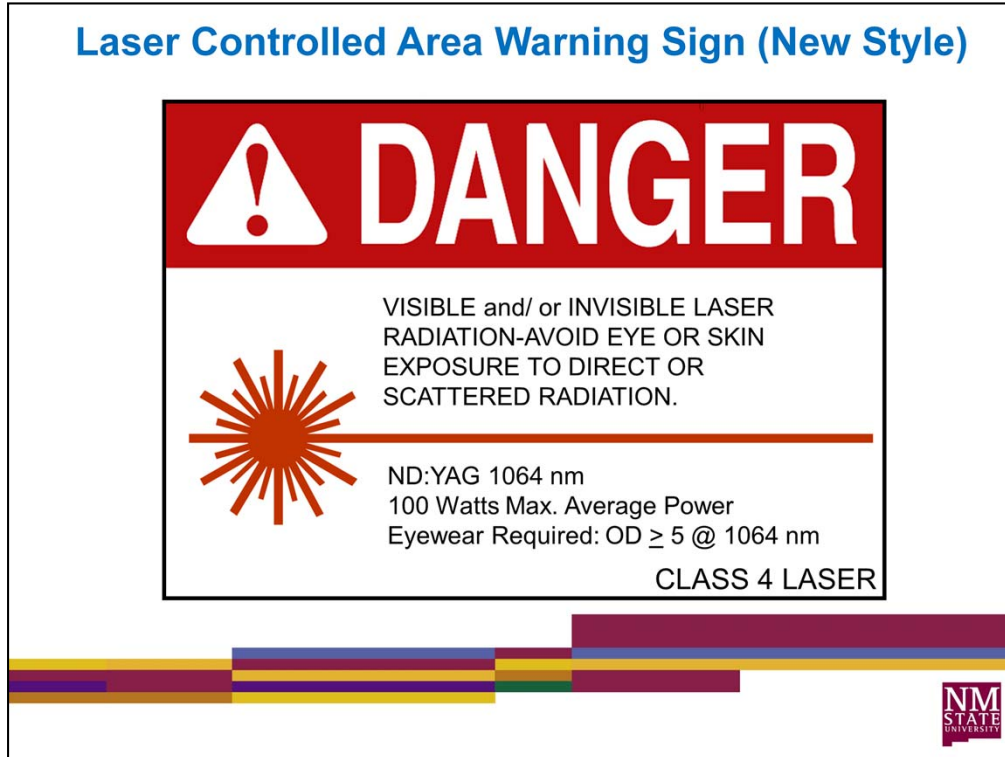 Laser Controlled Area Warning Sign (New Style)
DANGER
VISIBLE and/ or INVISIBLE LASER
RADIATION-AVOID EYE OR SKIN
EXPOSURE TO DIRECT OR
SCATTERED RADIATION.
ND:YAG 1064 nm
100 Watts Max. Average Power
Eyewear Required: OD ≥ 5 @ 1064 nm
CLASS 4 LASER
NM
STATE
UNIVERSITY